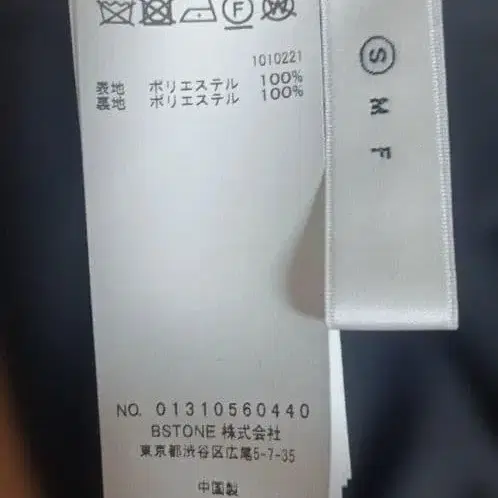 1010221
表地 ポリエステル 100%
裏地 ポリエステル 100%
NO. 01310560440
BSTONE 株式会社
東京都渋谷区広尾5-7-35
中国製
S
M
F